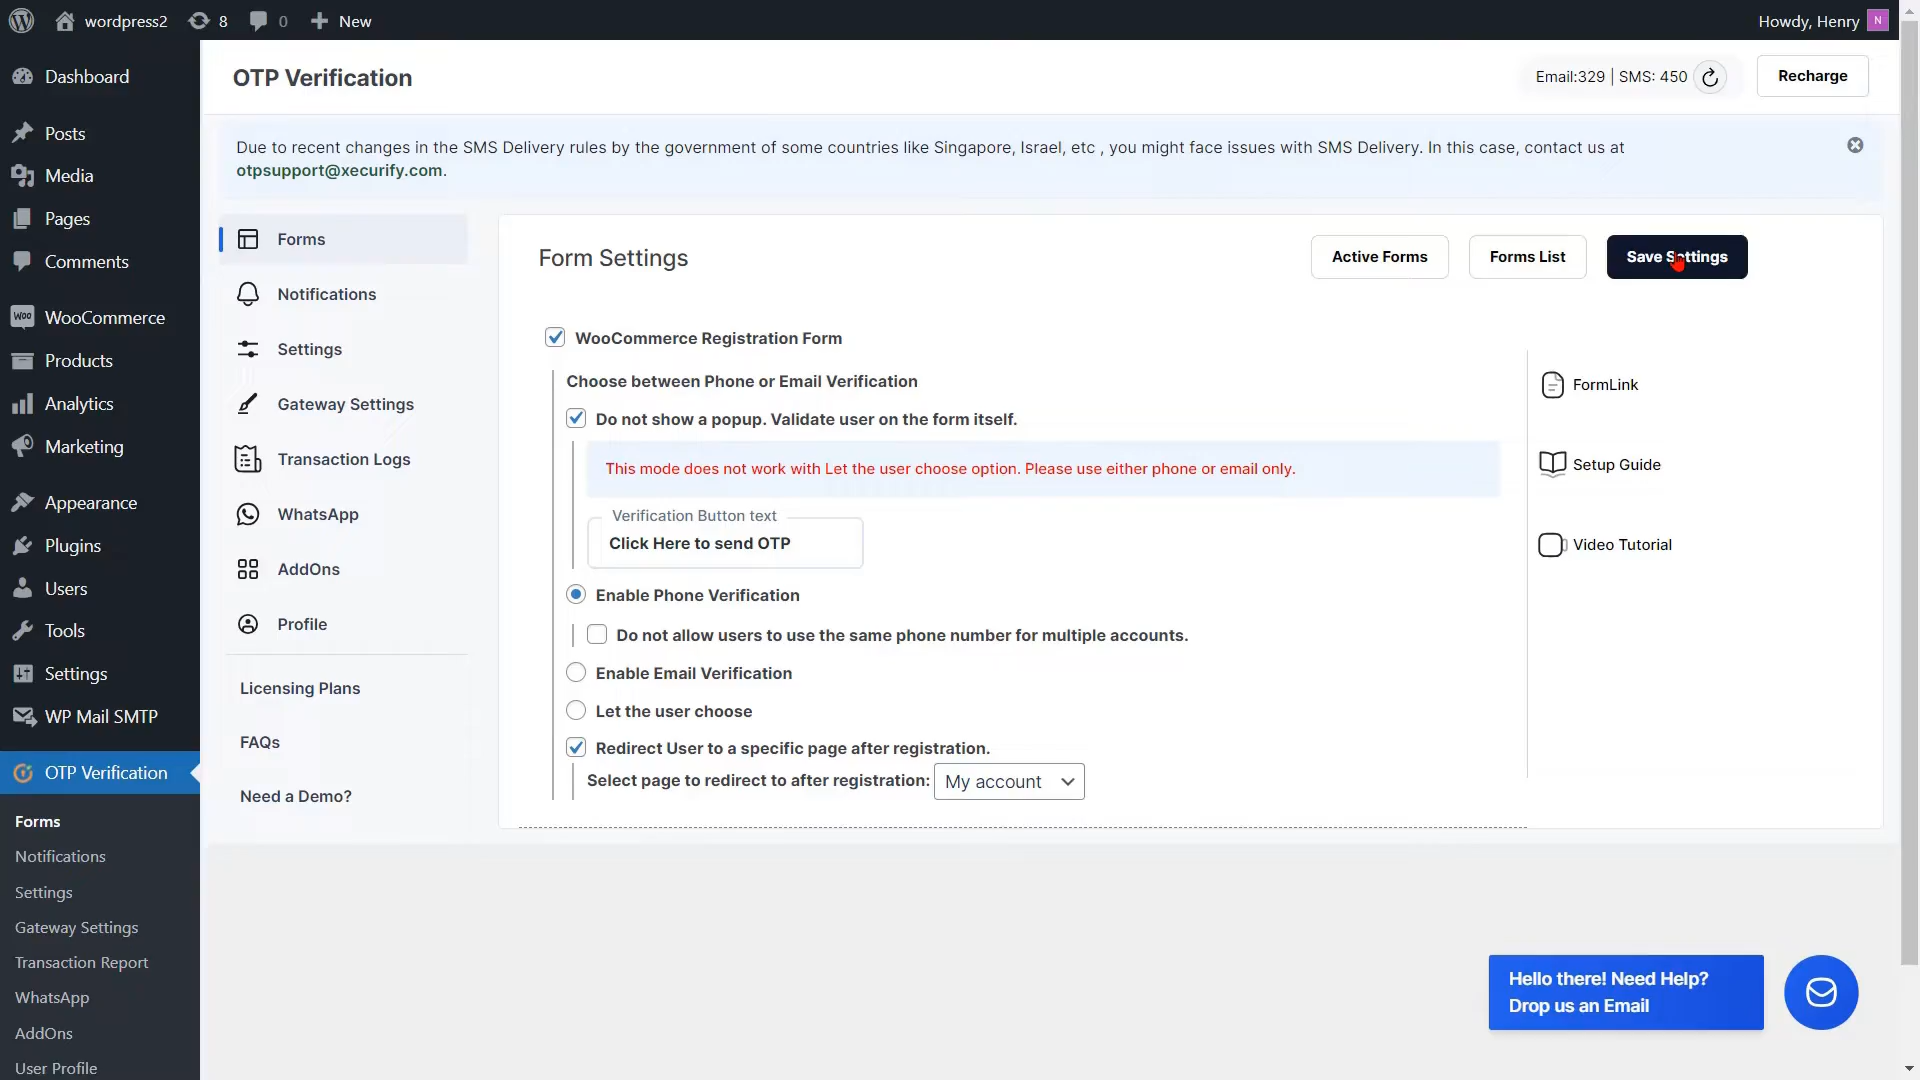 wordpress2
8
0
New
Howdy, Henry
N
Dashboard
Posts
Media
Pages
Comments
WooCommerce
Products
Analytics
Marketing
Appearance
Plugins
Users
Tools
Settings
WP Mail SMTP
OTP Verification
Forms
Notifications
Settings
Gateway Settings
Transaction Report
WhatsApp
AddOns
User Profile
OTP Verification
Email:329 | SMS: 450
Recharge
Due to recent changes in the SMS Delivery rules by the government of some countries like Singapore, Israel, etc , you might face issues with SMS Delivery. In this case, contact us at
otpsupport@xecurify.com.
Forms
Notifications
Settings
Gateway Settings
Transaction Logs
WhatsApp
AddOns
Profile
Licensing Plans
FAQs
Need a Demo?
Form Settings
Active Forms
Forms List
Save Settings
WooCommerce Registration Form
Choose between Phone or Email Verification
Do not show a popup. Validate user on the form itself.
This mode does not work with Let the user choose option. Please use either phone or email only.
Verification Button text
Click Here to send OTP
Enable Phone Verification
Do not allow users to use the same phone number for multiple accounts.
Enable Email Verification
Let the user choose
Redirect User to a specific page after registration.
Select page to redirect to after registration: My account
FormLink
Setup Guide
Video Tutorial
Hello there! Need Help?
Drop us an Email